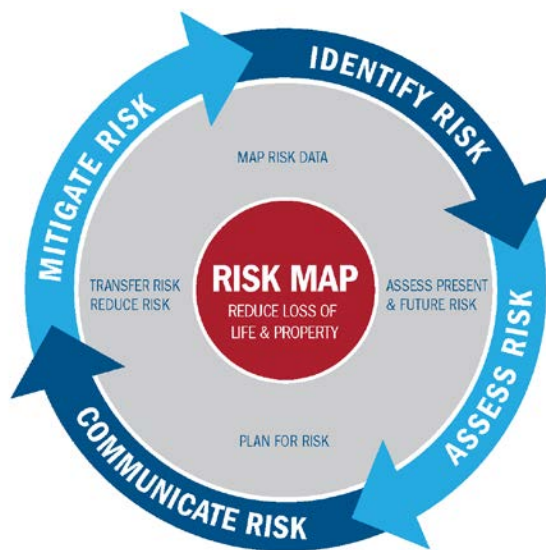 IDENTIFY RISK
MAP RISK DATA
MITIGATE RISK
TRANSFER RISK
REDUCE RISK
RISK MAP
REDUCE LOSS OF
LIFE & PROPERTY
ASSESS PRESENT
& FUTURE RISK
ASSESS RISK
PLAN FOR RISK
COMMUNICATE RISK